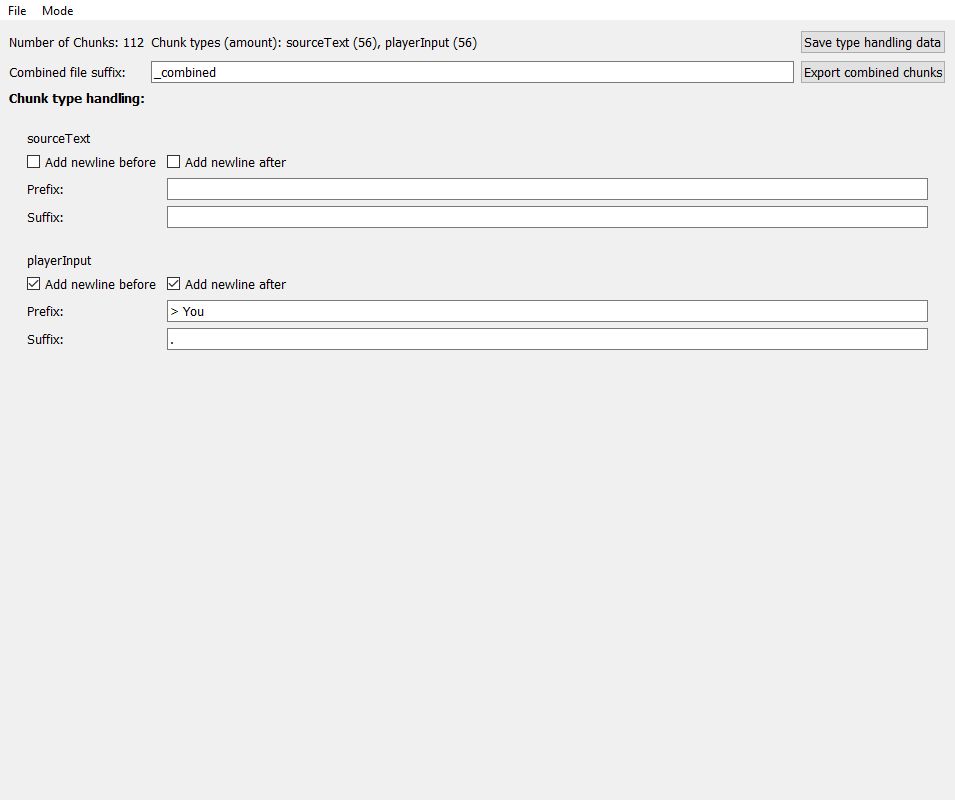 File Mode
Number of Chunks: 112 Chunk types (amount): sourceText (56), playerInput (56) Save type handling data
Combined file suffix: _combined Export combined chunks
Chunk type handling:
sourceText
Add newline before Add newline after
Prefix:
Suffix:
playerInput
Add newline before Add newline after
Prefix: > You
Suffix: .